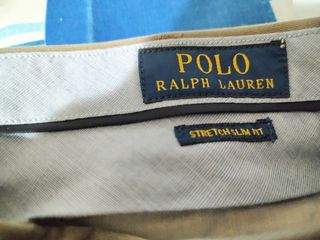 POLO
RALPH LAUREN
STRETCH SLIM FIT